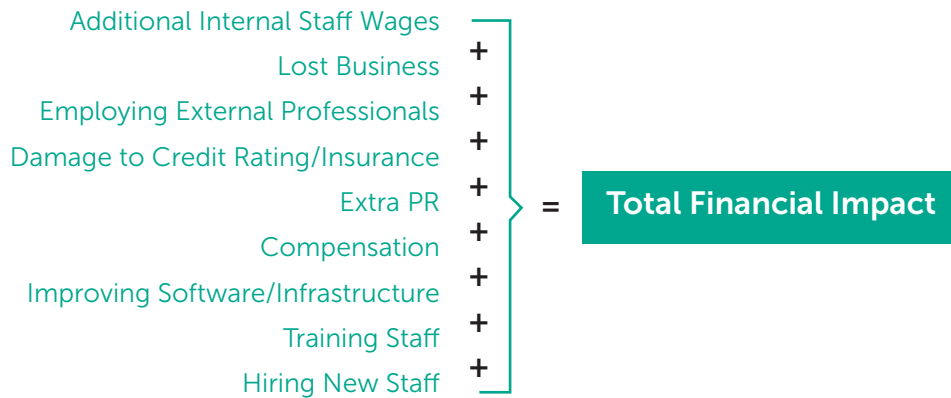 Additional Internal Staff Wages
+
Lost Business
+
Employing External Professionals
+
Damage to Credit Rating/Insurance
+
Extra PR
+
Compensation
+
Improving Software/Infrastructure
+
Training Staff
+
Hiring New Staff
= Total Financial Impact